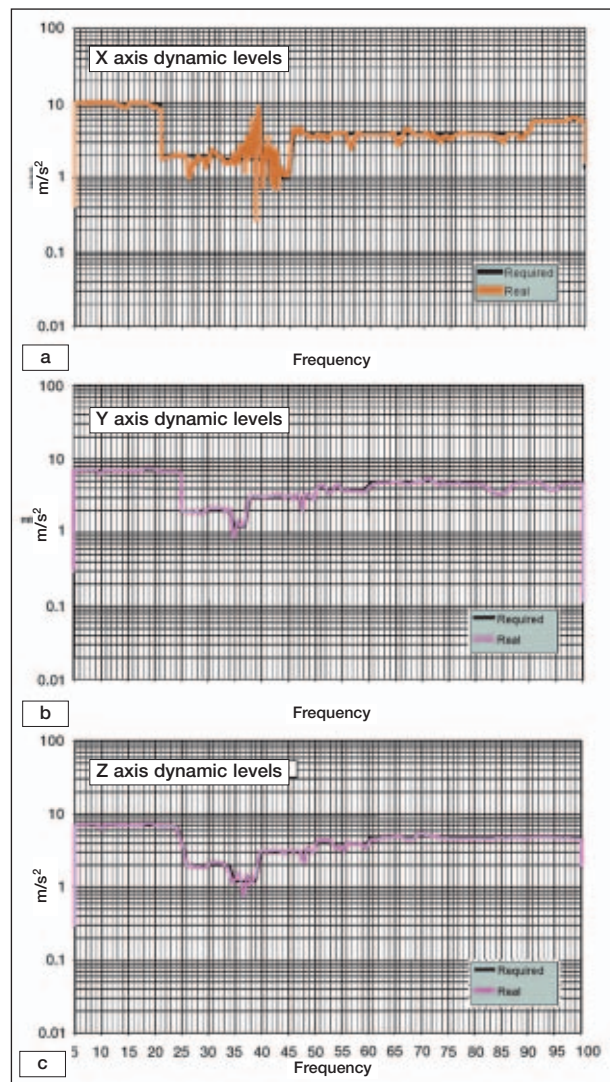 100
X axis dynamic levels
10
m/s²
1
0.1
Required
Real
0.01
a
Frequency
100
Y axis dynamic levels
10
m/s²
1
0.1
Required
Real
0.01
b
Frequency
100
Z axis dynamic levels
10
m/s²
1
0.1
Required
Real
0.01
5 10 15 20 25 30 35 40 45 50 55 60 65 70 75 80 85 90 95 100
c
Frequency